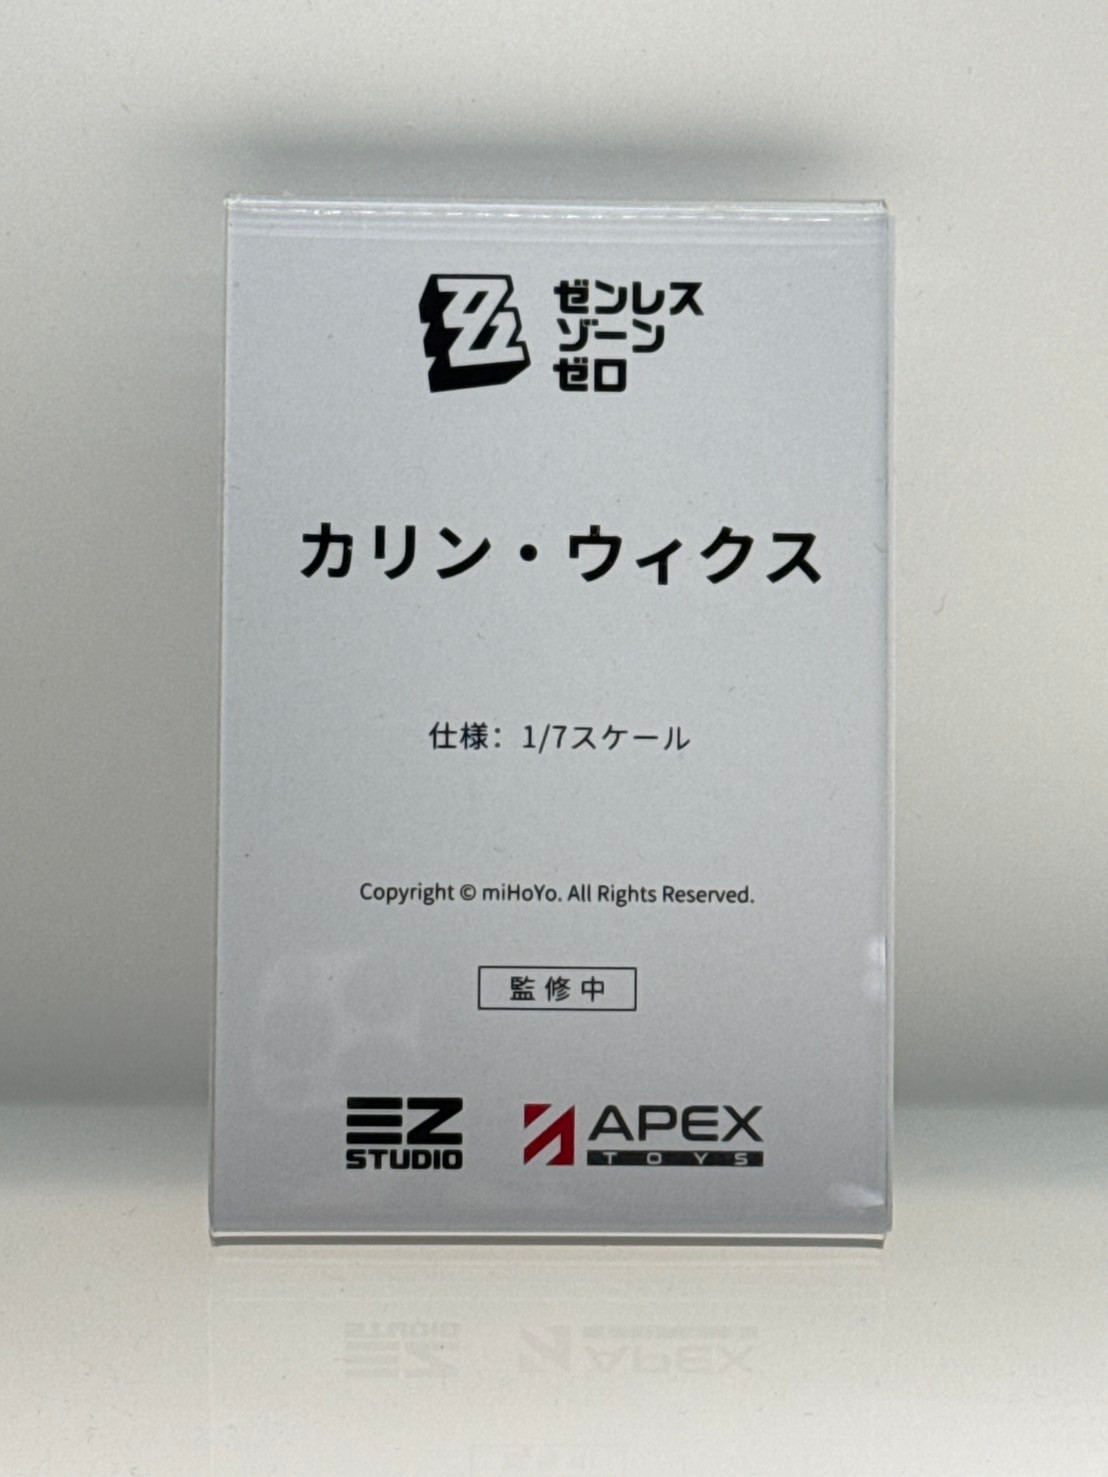 ゼンレス
ゾーン
ゼロ
カリン・ウィクス
仕様：1/7スケール
Copyright © miHoYo. All Rights Reserved.
監修中
EZ
STUDIO
APEX
TOYS